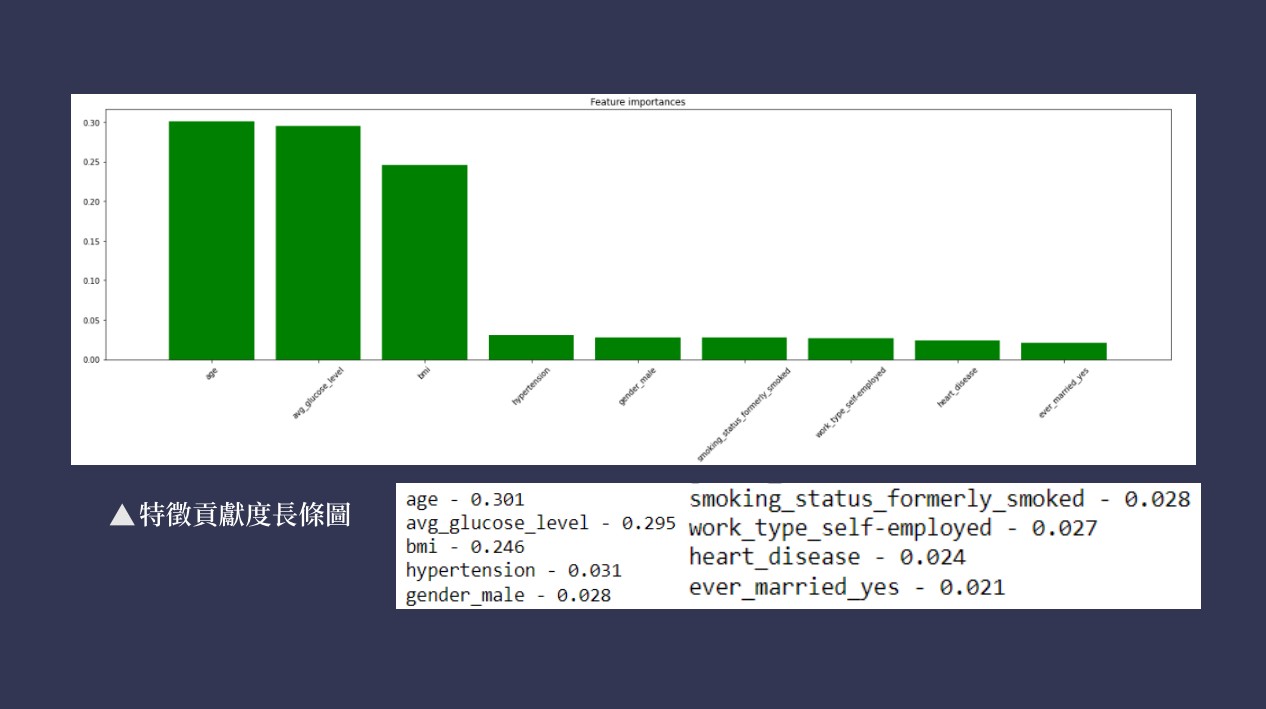 Feature importances
0.30
0.25
0.20
0.15
0.10
0.05
0.00
age
avg_glucose_level
bmi
hypertension
gender_male
smoking_status_formerly_smoked
work_type_self-employed
heart_disease
ever_married_yes
▲特徵貢獻度長條圖
age - 0.301
avg_glucose_level - 0.295
bmi - 0.246
hypertension - 0.031
gender_male - 0.028
smoking_status_formerly_smoked - 0.028
work_type_self-employed - 0.027
heart_disease - 0.024
ever_married_yes - 0.021